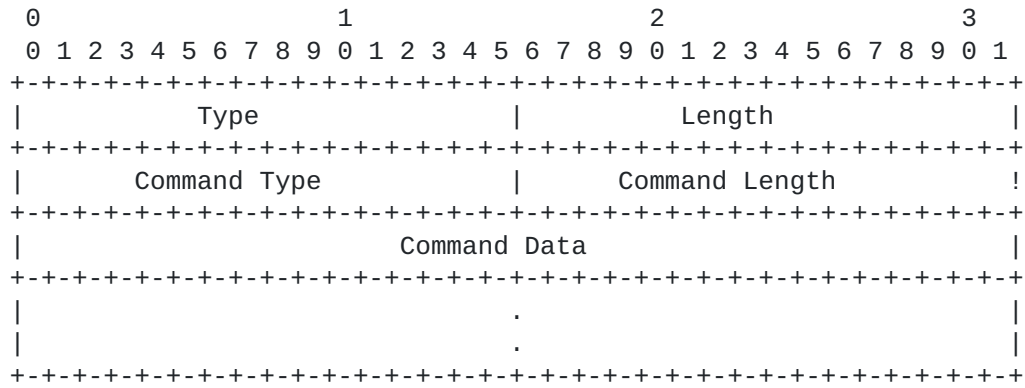 0                   1                   2                   3
 0 1 2 3 4 5 6 7 8 9 0 1 2 3 4 5 6 7 8 9 0 1 2 3 4 5 6 7 8 9 0 1
+-+-+-+-+-+-+-+-+-+-+-+-+-+-+-+-+-+-+-+-+-+-+-+-+-+-+-+-+-+-+-+-+
|           Type                |          Length               |
+-+-+-+-+-+-+-+-+-+-+-+-+-+-+-+-+-+-+-+-+-+-+-+-+-+-+-+-+-+-+-+-+
|       Command Type            |      Command Length           !
+-+-+-+-+-+-+-+-+-+-+-+-+-+-+-+-+-+-+-+-+-+-+-+-+-+-+-+-+-+-+-+-+
|                        Command Data                           |
+-+-+-+-+-+-+-+-+-+-+-+-+-+-+-+-+-+-+-+-+-+-+-+-+-+-+-+-+-+-+-+-+
|                               .                               |
|                               .                               |
+-+-+-+-+-+-+-+-+-+-+-+-+-+-+-+-+-+-+-+-+-+-+-+-+-+-+-+-+-+-+-+-+